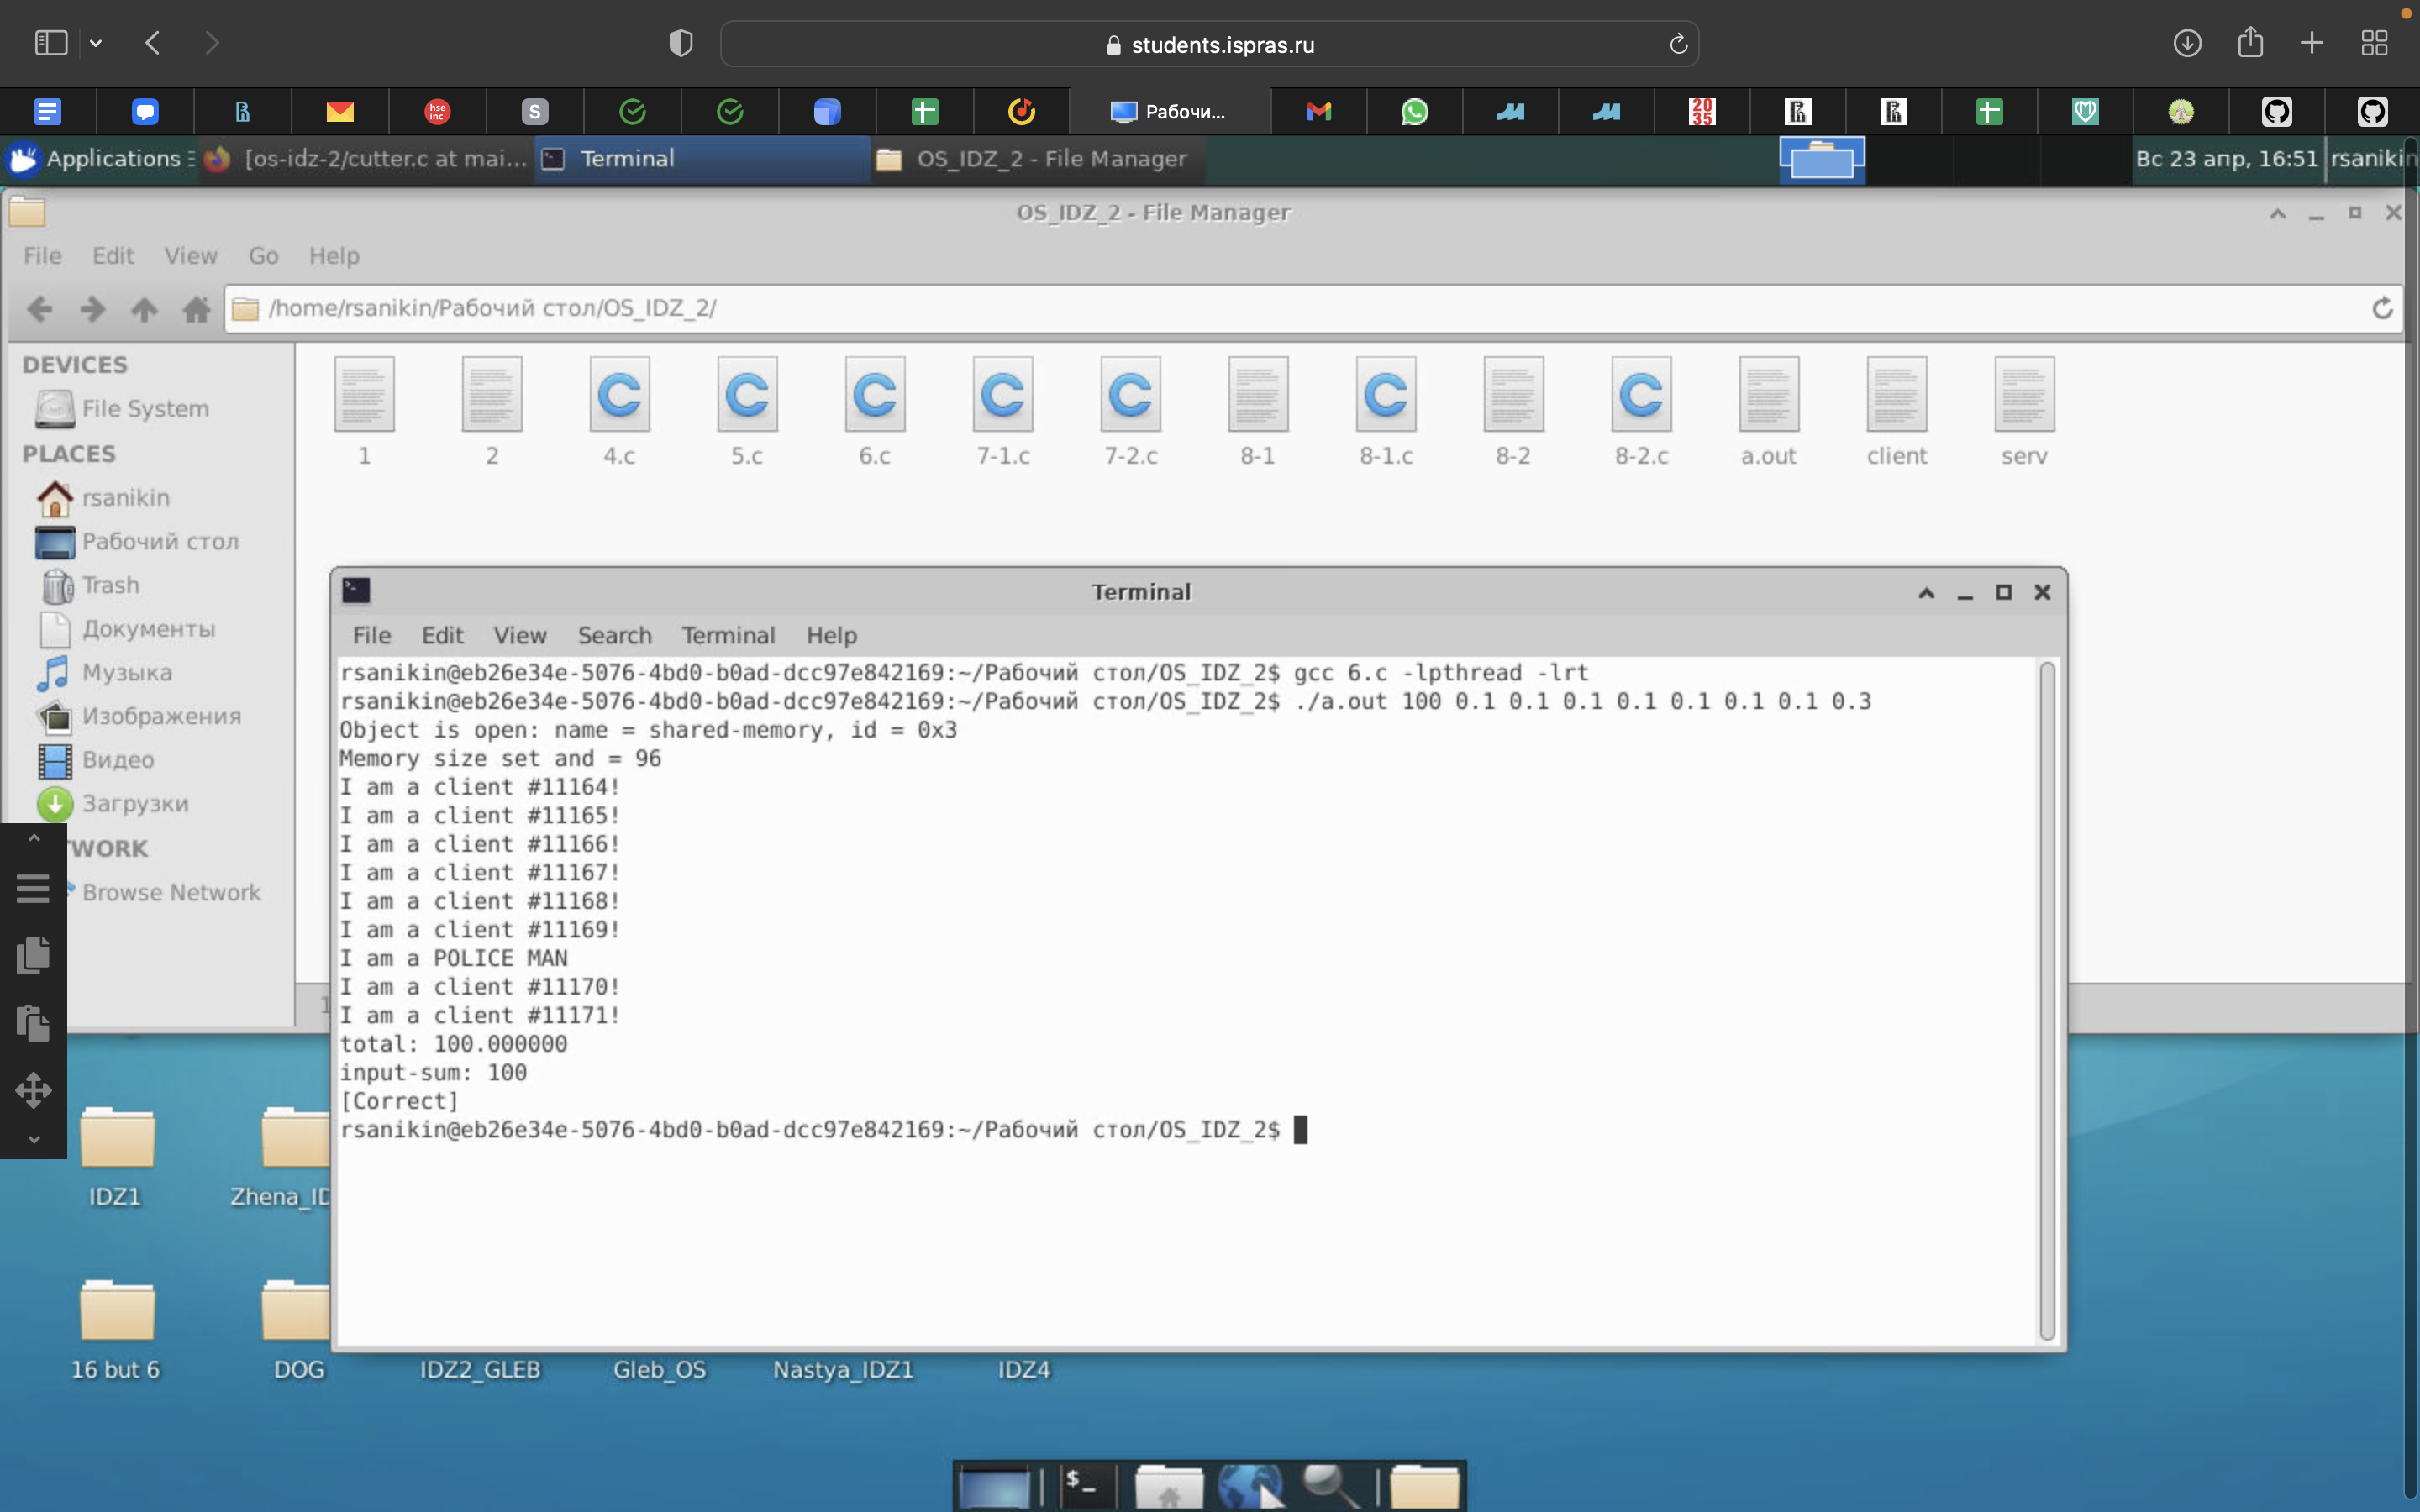 students.ispras.ru
hse
inc
S
Рабочи...
20
35
Applications
[os-idz-2/cutter.c at mai...
Terminal
OS_IDZ_2 - File Manager
Вс 23 апр, 16:51
rsanikin
OS_IDZ_2 - File Manager
File Edit View Go Help
/home/rsanikin/Рабочий стол/OS_IDZ_2/
DEVICES
File System
PLACES
rsanikin
Рабочий стол
Trash
Документы
Музыка
Изображения
Видео
Загрузки
TWORK
Browse Network
1 2 4.c 5.c 6.c 7-1.c 7-2.c 8-1 8-1.c 8-2 8-2.c a.out client serv
Terminal
File Edit View Search Terminal Help
rsanikin@eb26e34e-5076-4bd0-b0ad-dcc97e842169:~/Рабочий стол/OS_IDZ_2$ gcc 6.c -lpthread -lrt
rsanikin@eb26e34e-5076-4bd0-b0ad-dcc97e842169:~/Рабочий стол/OS_IDZ_2$ ./a.out 100 0.1 0.1 0.1 0.1 0.1 0.1 0.1 0.3
Object is open: name = shared-memory, id = 0x3
Memory size set and = 96
I am a client #11164!
I am a client #11165!
I am a client #11166!
I am a client #11167!
I am a client #11168!
I am a client #11169!
I am a POLICE MAN
I am a client #11170!
I am a client #11171!
total: 100.000000
input-sum: 100
[Correct]
rsanikin@eb26e34e-5076-4bd0-b0ad-dcc97e842169:~/Рабочий стол/OS_IDZ_2$
1
IDZ1 Zhena_ID
16 but 6 DOG IDZ2_GLEB Gleb_OS Nastya_IDZ1 IDZ4
$_